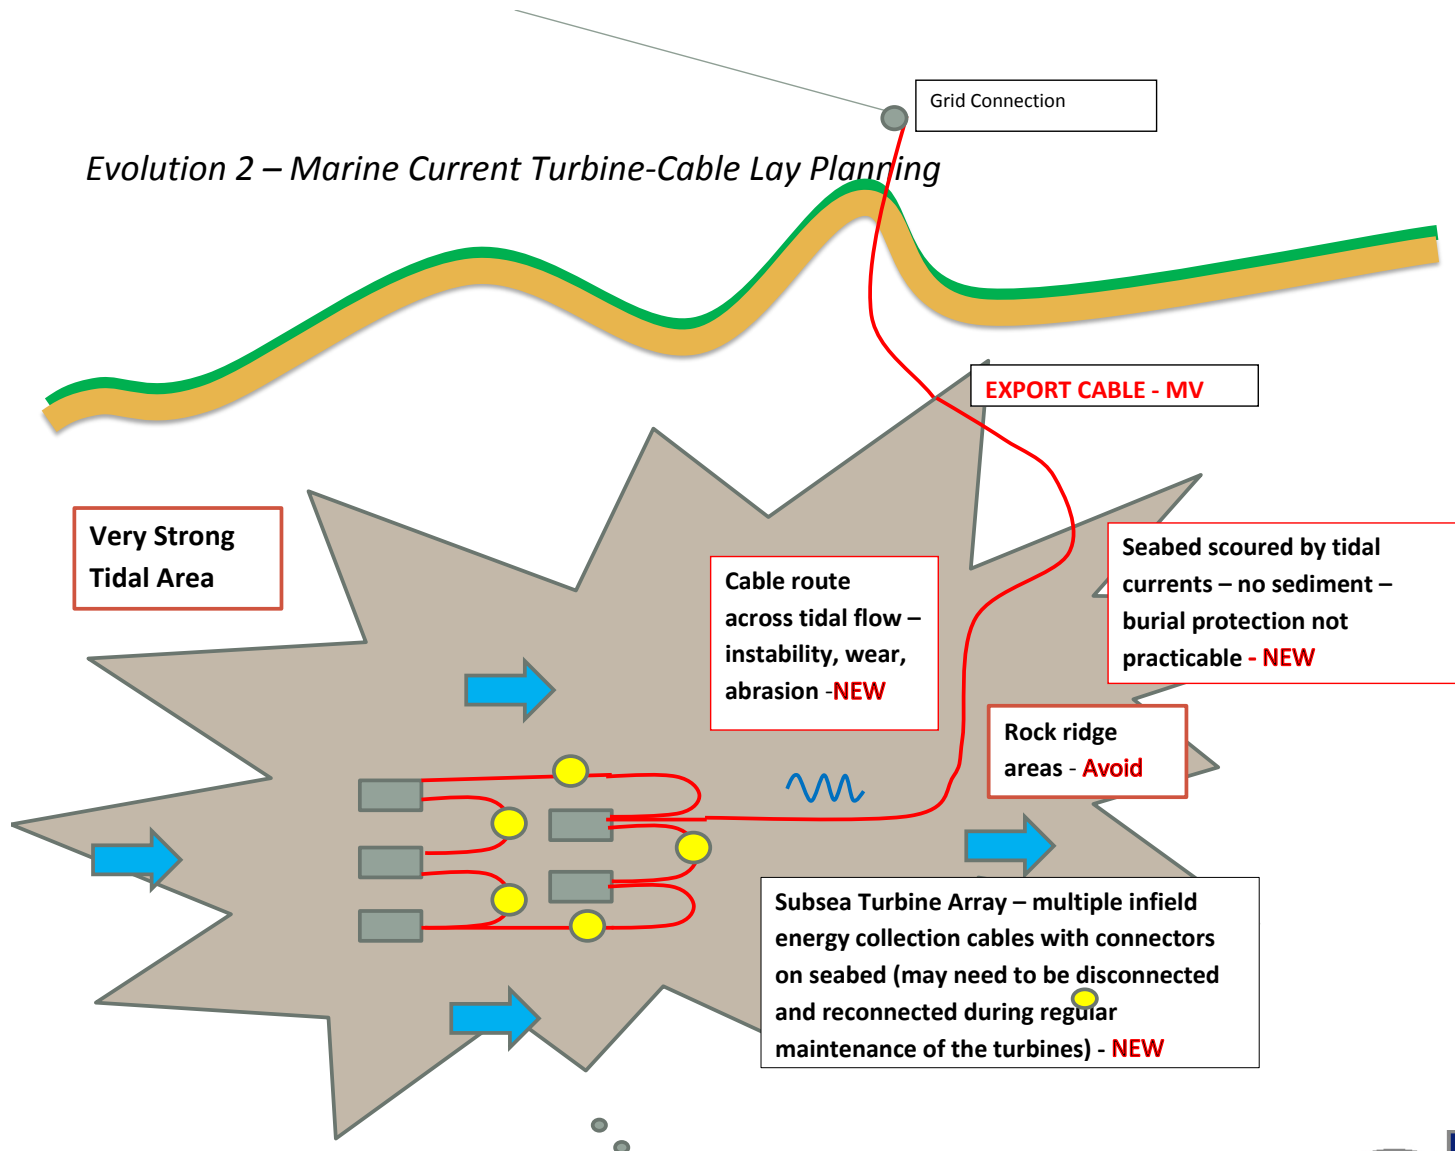 Grid Connection
Evolution 2 – Marine Current Turbine-Cable Lay Planning
EXPORT CABLE - MV
Very Strong
Tidal Area
Cable route
across tidal flow –
instability, wear,
abrasion -NEW
Seabed scoured by tidal
currents – no sediment –
burial protection not
practicable - NEW
Rock ridge
areas - Avoid
Subsea Turbine Array – multiple infield
energy collection cables with connectors
on seabed (may need to be disconnected
and reconnected during regular
maintenance of the turbines) - NEW